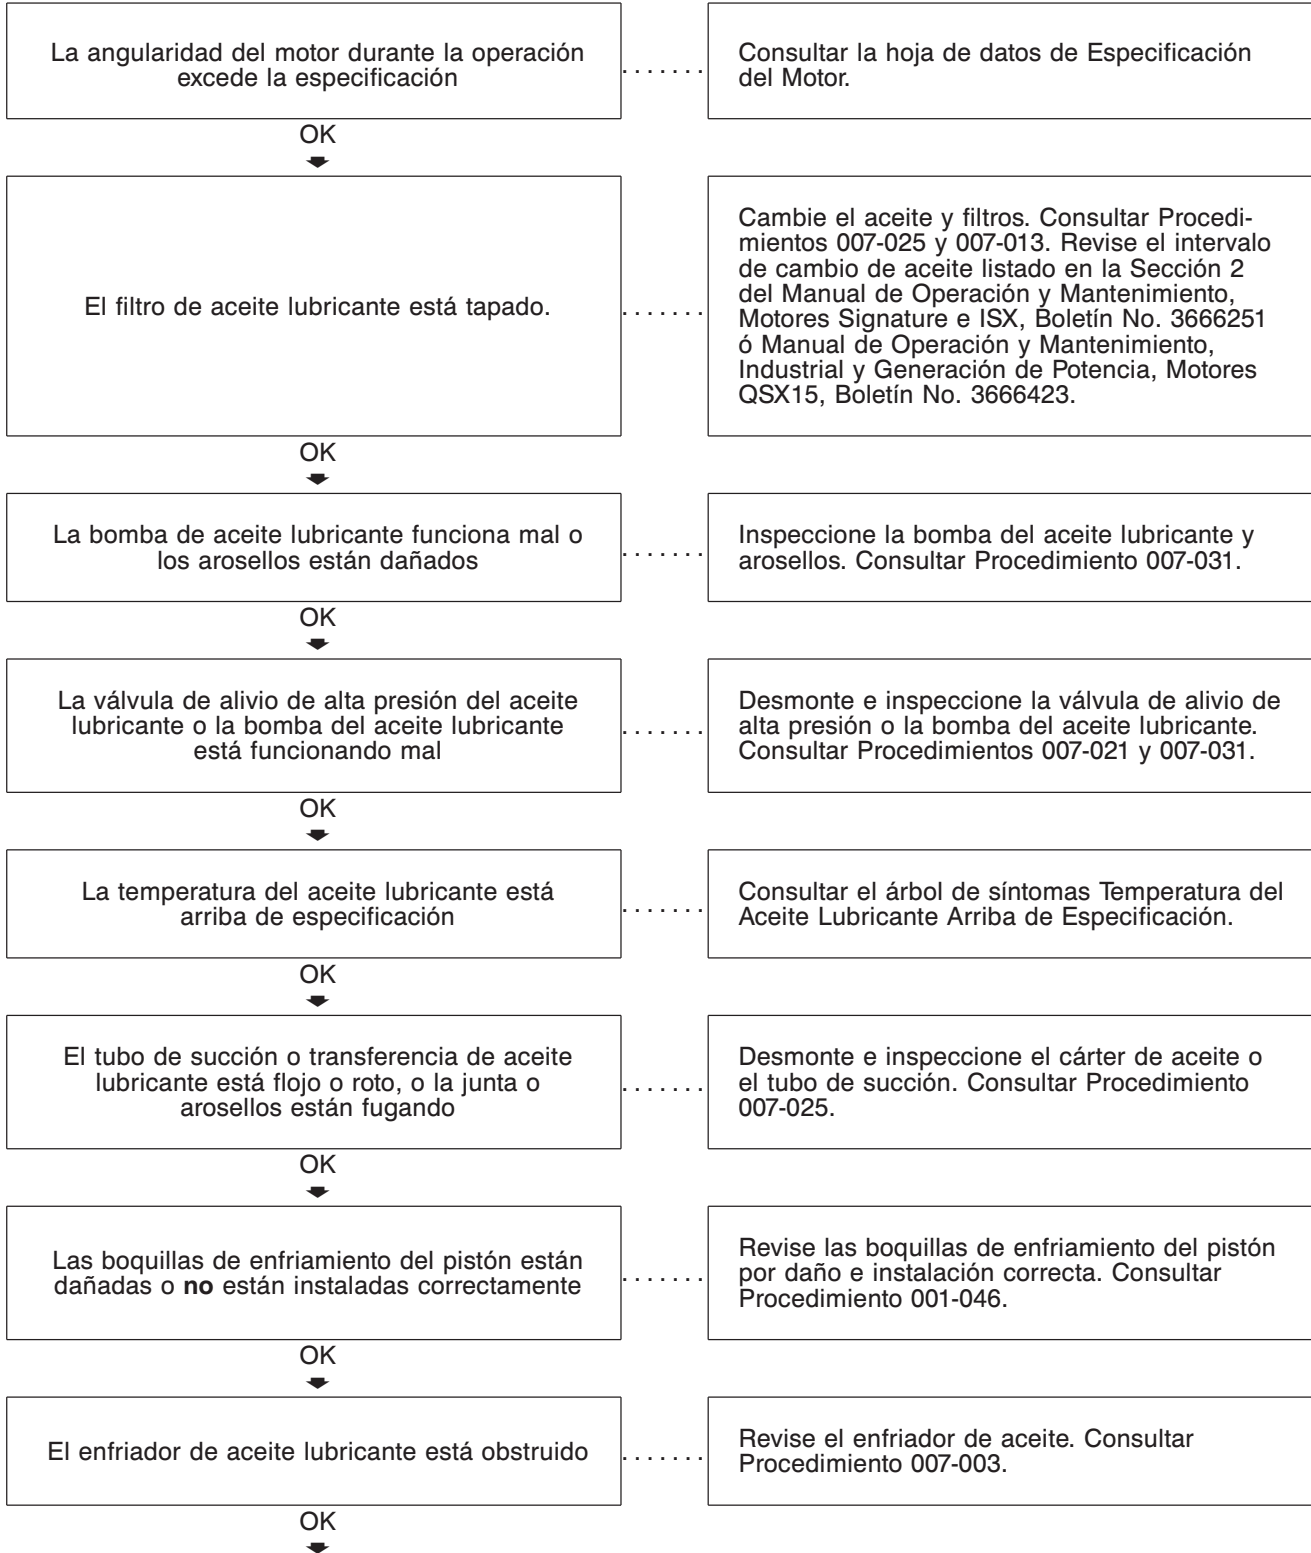 La angularidad del motor durante la operación
excede la especificación
. . . . . . .
Consultar la hoja de datos de Especificación
del Motor.
OK
El filtro de aceite lubricante está tapado.
. . . . . . .
Cambie el aceite y filtros. Consultar Procedi-
mientos 007-025 y 007-013. Revise el intervalo
de cambio de aceite listado en la Sección 2
del Manual de Operación y Mantenimiento,
Motores Signature e ISX, Boletín No. 3666251
ó Manual de Operación y Mantenimiento,
Industrial y Generación de Potencia, Motores
QSX15, Boletín No. 3666423.
OK
La bomba de aceite lubricante funciona mal o
los arosellos están dañados
. . . . . . .
Inspeccione la bomba del aceite lubricante y
arosellos. Consultar Procedimiento 007-031.
OK
La válvula de alivio de alta presión del aceite
lubricante o la bomba del aceite lubricante
está funcionando mal
. . . . . . .
Desmonte e inspeccione la válvula de alivio de
alta presión o la bomba del aceite lubricante.
Consultar Procedimientos 007-021 y 007-031.
OK
La temperatura del aceite lubricante está
arriba de especificación
. . . . . . .
Consultar el árbol de síntomas Temperatura del
Aceite Lubricante Arriba de Especificación.
OK
El tubo de succión o transferencia de aceite
lubricante está flojo o roto, o la junta o
arosellos están fugando
. . . . . . .
Desmonte e inspeccione el cárter de aceite o
el tubo de succión. Consultar Procedimiento
007-025.
OK
Las boquillas de enfriamiento del pistón están
dañadas o no están instaladas correctamente
. . . . . . .
Revise las boquillas de enfriamiento del pistón
por daño e instalación correcta. Consultar
Procedimiento 001-046.
OK
El enfriador de aceite lubricante está obstruido
. . . . . . .
Revise el enfriador de aceite. Consultar
Procedimiento 007-003.
OK